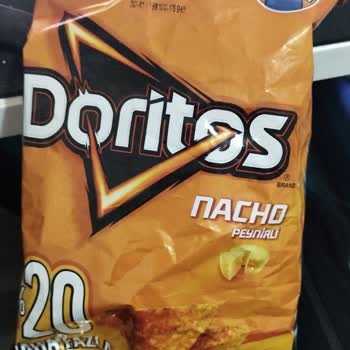 Doritos
® BRAND
NACHO
PEYNİRLİ
%20